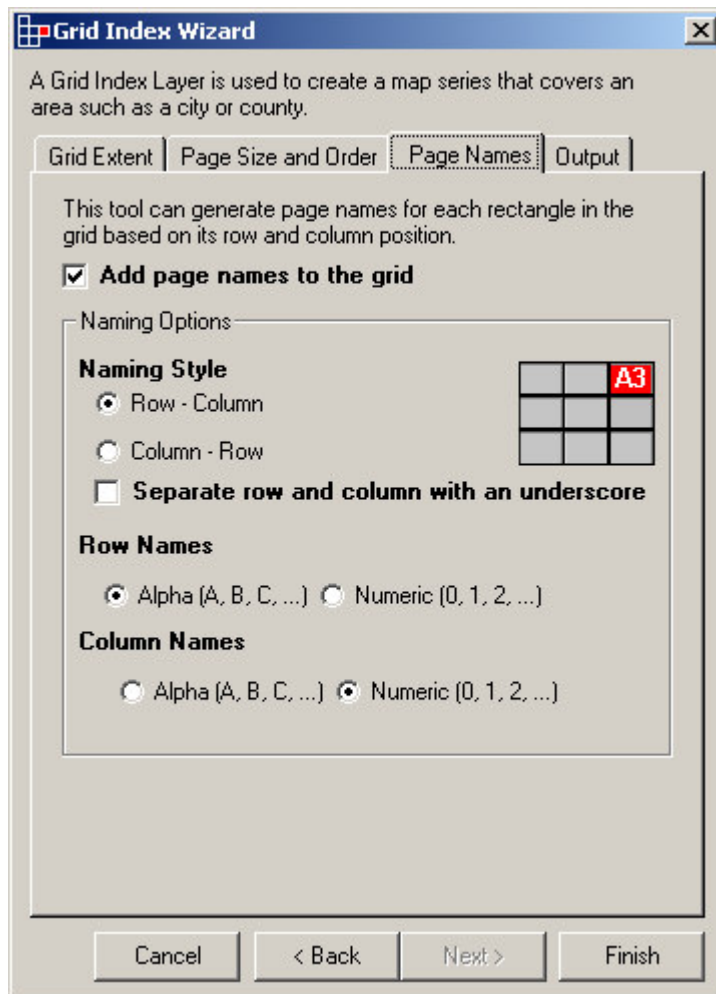 Grid Index Wizard
A Grid Index Layer is used to create a map series that covers an
area such as a city or county.
Grid Extent Page Size and Order Page Names Output
This tool can generate page names for each rectangle in the
grid based on its row and column position.
Add page names to the grid
Naming Options
Naming Style
A3
Row - Column
Column - Row
Separate row and column with an underscore
Row Names
Alpha (A, B, C, ...) Numeric (0, 1, 2, ...)
Column Names
Alpha (A, B, C, ...) Numeric (0, 1, 2, ...)
Cancel < Back Next > Finish